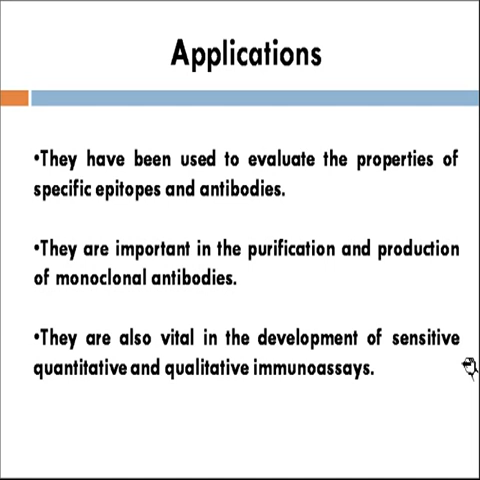 Applications
•They have been used to evaluate the properties of
specific epitopes and antibodies.
•They are important in the purification and production
of monoclonal antibodies.
•They are also vital in the development of sensitive
quantitative and qualitative immunoassays.